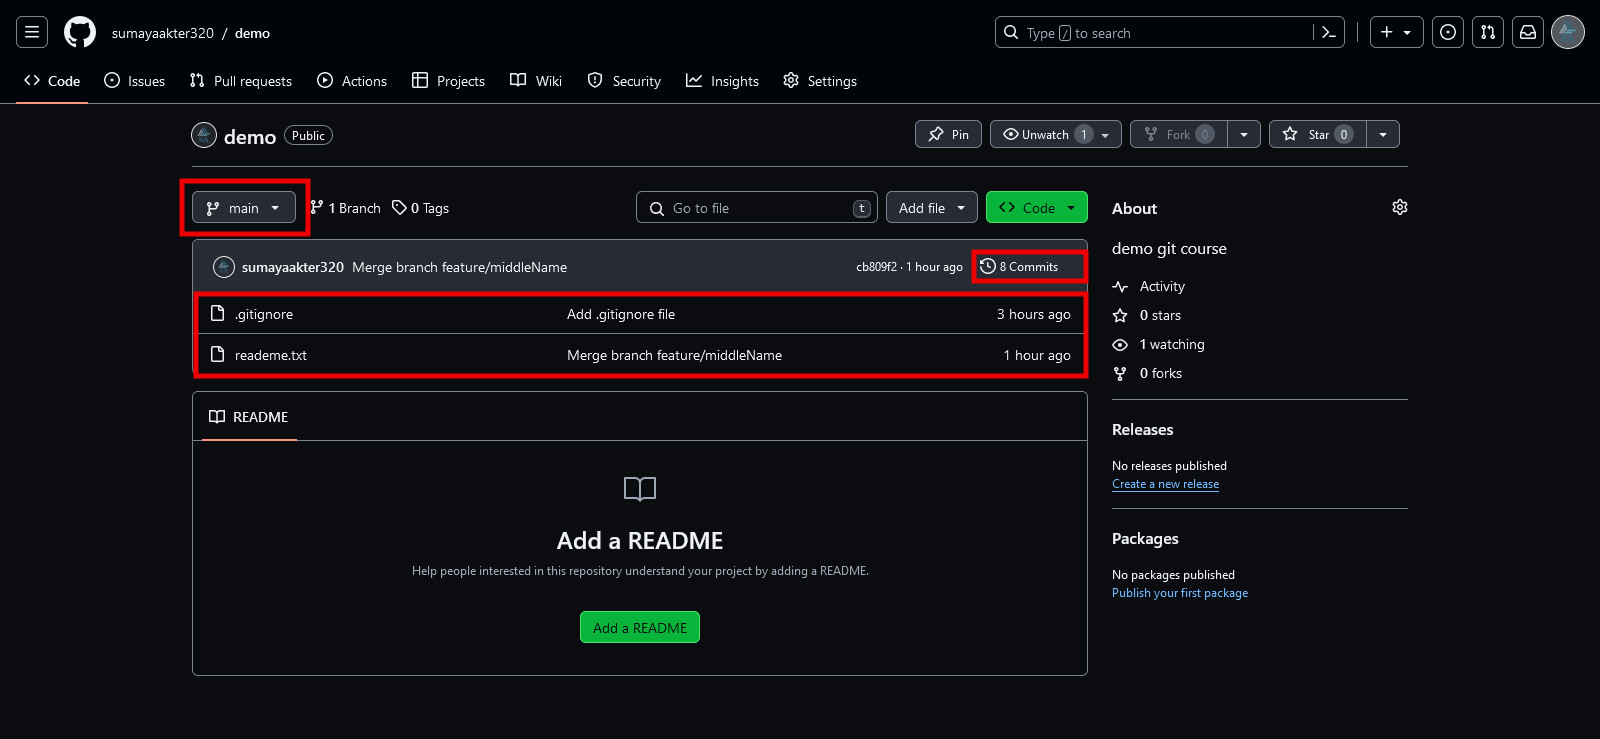 sumayaakter320 / demo
Type / to search
Code Issues Pull requests Actions Projects Wiki Security Insights Settings
demo Public
Pin Unwatch 1 Fork 0 Star 0
main 1 Branch 0 Tags Go to file t Add file Code
sumayaakter320 Merge branch feature/middleName cb809f2 · 1 hour ago 8 Commits
.gitignore Add .gitignore file 3 hours ago
reademe.txt Merge branch feature/middleName 1 hour ago
README
Add a README
Help people interested in this repository understand your project by adding a README.
Add a README
About
demo git course
Activity
0 stars
1 watching
0 forks
Releases
No releases published
Create a new release
Packages
No packages published
Publish your first package